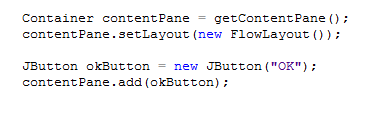 Container contentPane = getContentPane();
contentPane.setLayout(new FlowLayout());
JButton okButton = new JButton("OK");
contentPane.add(okButton);